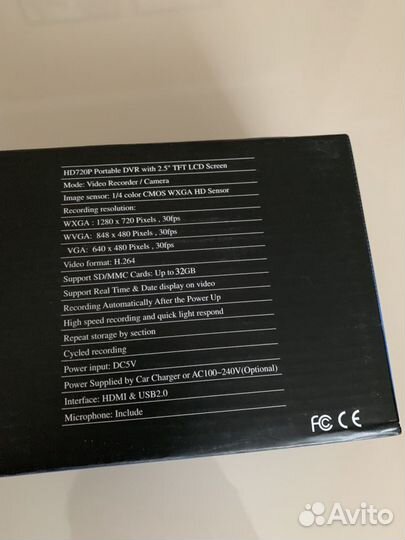 HD720P Portable DVR with 2.5" TFT LCD Screen
Mode: Video Recorder / Camera
Image sensor: 1/4 color CMOS WXGA HD Sensor
Recording resolution:
WXGA : 1280 x 720 Pixels , 30fps
WVGA: 848 x 480 Pixels , 30fps
VGA: 640 x 480 Pixels , 30fps
Video format: H.264
Support SD/MMC Cards: Up to 32GB
Support Real Time & Date display on video
Recording Automatically After the Power Up
High speed recording and quick light respond
Repeat storage by section
Cycled recording
Power input: DC5V
Power Supplied by Car Charger or AC100~240V(Optional)
Interface: HDMI & USB2.0
Microphone: Include
FC CE
Avito